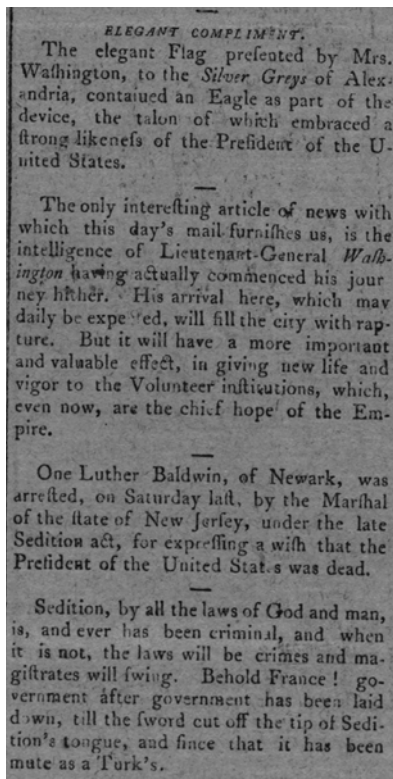 ELEGANT COMPLIMENT.
The elegant Flag preſented by Mrs.
Waſhington, to the Silver Greys of Alex-
andria, contaiued an Eagle as part of the
device, the talon of which embraced a
ſtrong likeneſs of the Preſident of the U-
nited States.
The only intereſting article of news with
which this day's mail furniſhes us, is the
intelligence of Lieutenant-General Waſh-
ington having actually commenced his jour
ney hither. His arrival here, which may
daily be expe ed, will fill the city with rap-
ture. But it will have a more important
and valuable effect, in giving new life and
vigor to the Volunteer inſtitutions, which,
even now, are the chief hope of the Em-
pire.
One Luther Baldwin, of Newark, was
arreſted, on Saturday laſt, by the Marſhal
of the ſtate of New Jerſey, under the late
Sedition act, for expreſſing a wiſh that the
Preſident of the United States was dead.
Sedition, by all the laws of God and man,
is, and ever has been criminal, and when
it is not, the laws will be crimes and ma-
giſtrates will ſwing. Behold France ! go-
vernment after government has been laid
down, till the ſword cut off the tip of Sedi-
tion's tongue, and ſince that it has been
mute as a Turk's.